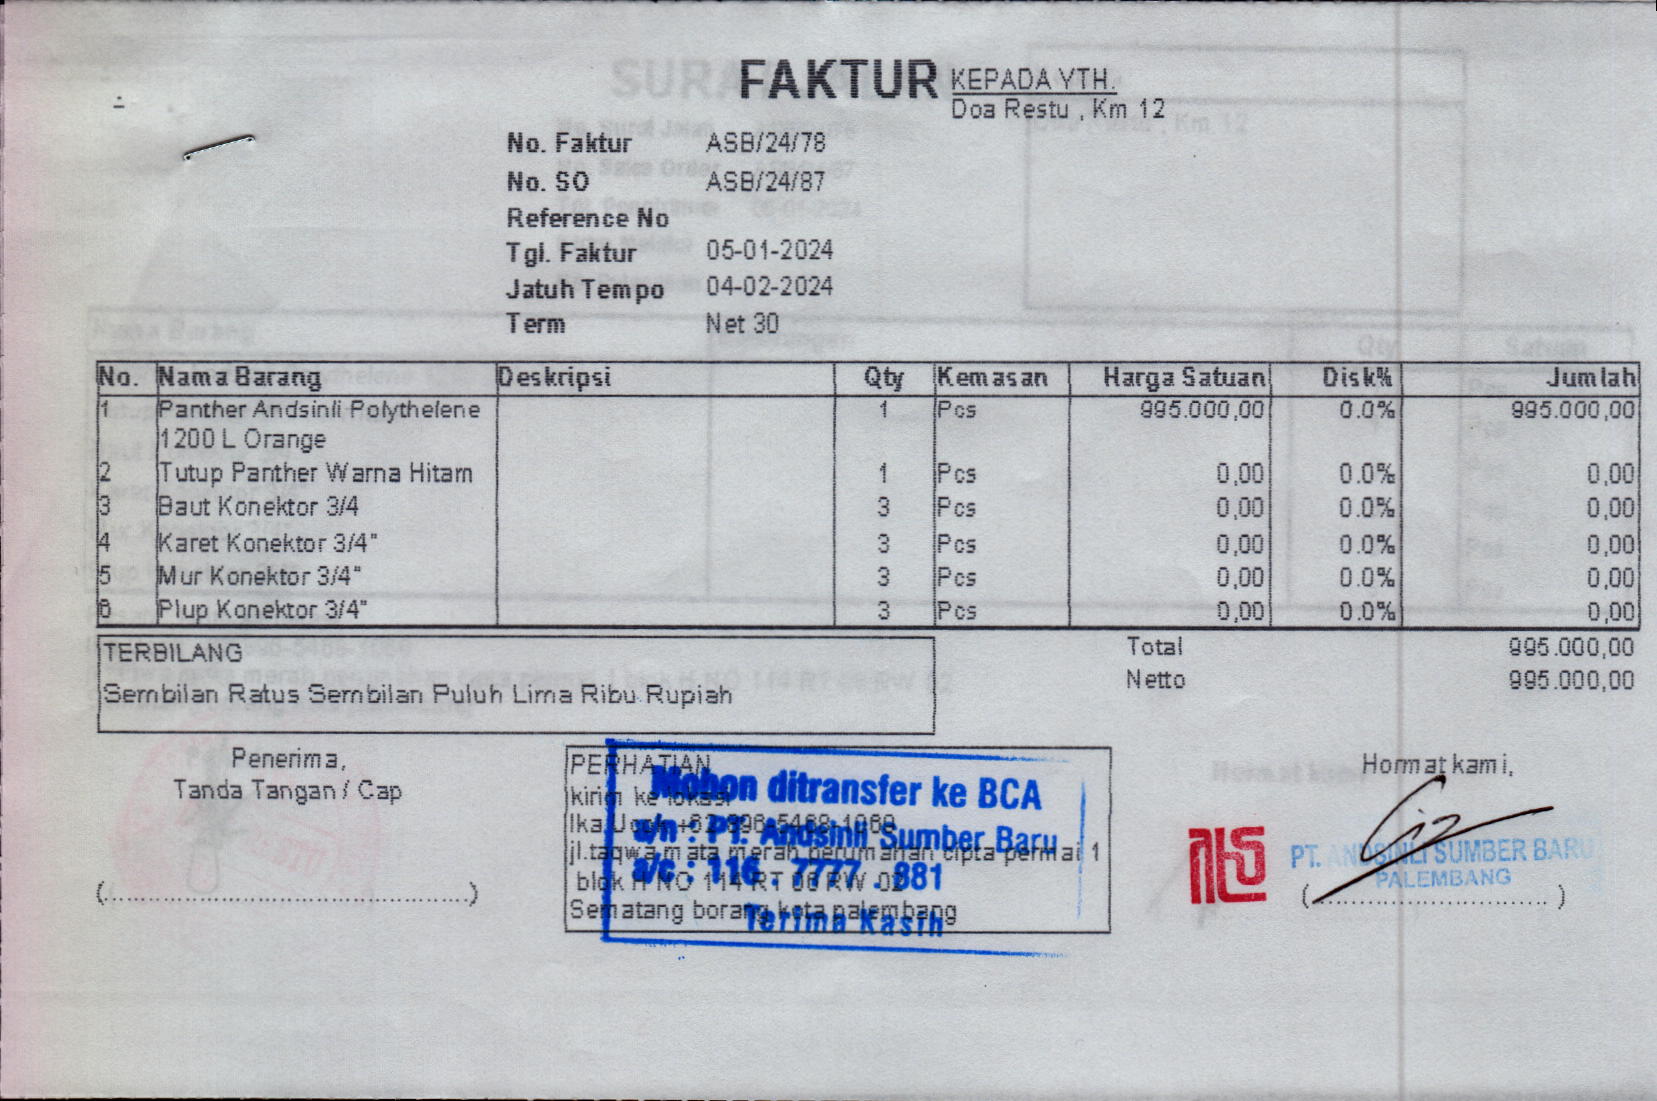 FAKTUR
KEPADA YTH.
Doa Restu , Km 12
No. Faktur ASB/24/78
No. SO ASB/24/87
Reference No
Tgl. Faktur 05-01-2024
Jatuh Tempo 04-02-2024
Term Net 30
No. Nama Barang Deskripsi Qty Kemasan Harga Satuan Disk% Jumlah
1 Panther Andsinli Polythelene 1 Pcs 995.000,00 0.0% 995.000,00
1200 L Orange
2 Tutup Panther Warna Hitam 1 Pcs 0,00 0.0% 0,00
3 Baut Konektor 3/4 3 Pcs 0,00 0.0% 0,00
4 Karet Konektor 3/4" 3 Pcs 0,00 0.0% 0,00
5 Mur Konektor 3/4" 3 Pcs 0,00 0.0% 0,00
6 Plup Konektor 3/4" 3 Pcs 0,00 0.0% 0,00
TERBILANG
Sembilan Ratus Sembilan Puluh Lima Ribu Rupiah
Total 995.000,00
Netto 995.000,00
Penerima,
Tanda Tangan / Cap
(................................................)
PERHATIAN
kirim ke lokasi
Ika
jl.taqwa mata merah perumahan cipta permai 1
blok H NO 114 RT 06 RW 02
Sematang borang kota palembang
Mohon ditransfer ke BCA
a/n : PT. Andsinli Sumber Baru
a/c : 116 . 7777 . 881
Terima Kasih
Hormat kami,
PT. ANDSINLI SUMBER BARU
PALEMBANG
(..............................)